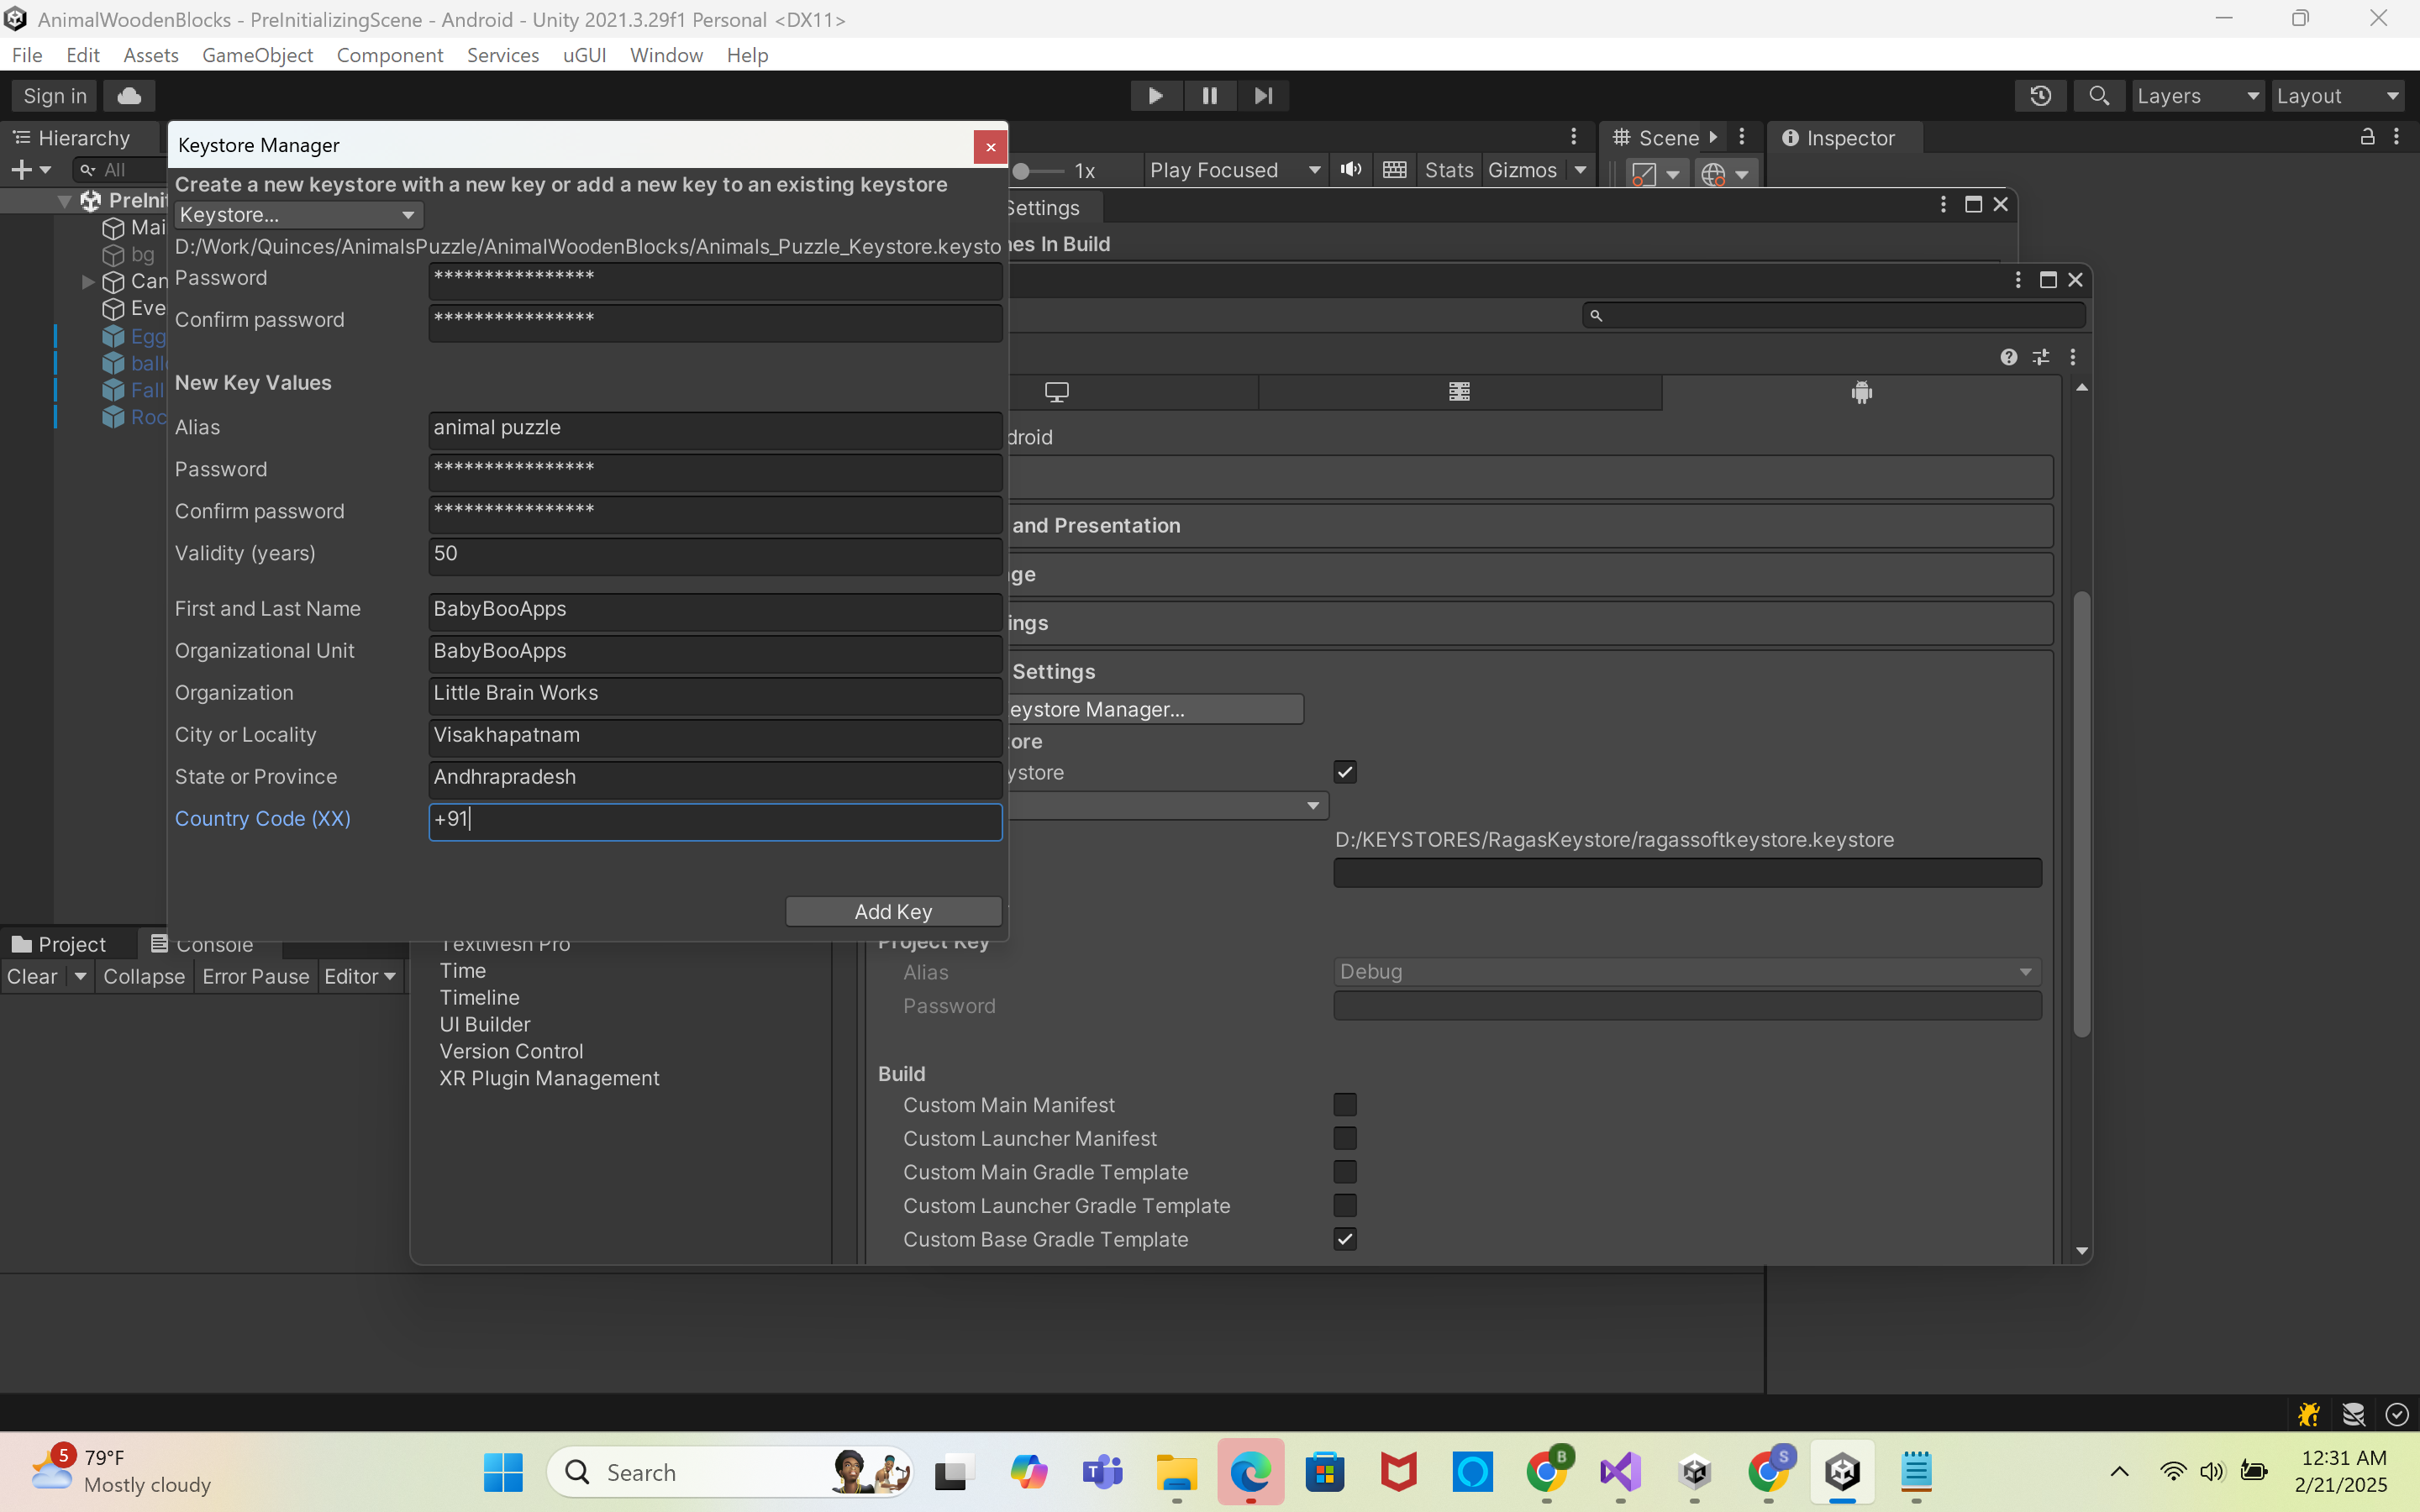 AnimalWoodenBlocks - PreInitializingScene - Android - Unity 2021.3.29f1 Personal <DX11>
File Edit Assets GameObject Component Services uGUI Window Help
Sign in
Layers
Layout
Hierarchy
Keystore Manager
Scene
Inspector
All
1x
Play Focused
Stats
Gizmos
Create a new keystore with a new key or add a new key to an existing keystore
PreInit
Keystore...
Settings
Mai
D:/Work/Quinces/AnimalsPuzzle/AnimalWoodenBlocks/Animals_Puzzle_Keystore.keysto
nes In Build
bg
Can
Password ****************
Eve
Confirm password ****************
Egg
ball
Fall
Roc
New Key Values
Alias animal puzzle
droid
Password ****************
Confirm password ****************
and Presentation
Validity (years) 50
ge
First and Last Name BabyBooApps
ings
Organizational Unit BabyBooApps
Settings
Organization Little Brain Works
eystore Manager...
City or Locality Visakhapatnam
ore
State or Province Andhrapradesh
ystore
Country Code (XX) +91
D:/KEYSTORES/RagasKeystore/ragassoftkeystore.keystore
Add Key
Project
Console
TextMesh Pro
Project Key
Clear
Collapse
Error Pause
Editor
Time
Alias
Debug
Timeline
Password
UI Builder
Version Control
XR Plugin Management
Build
Custom Main Manifest
Custom Launcher Manifest
Custom Main Gradle Template
Custom Launcher Gradle Template
Custom Base Gradle Template
5
79°F
Mostly cloudy
Search
B
S
12:31 AM
2/21/2025